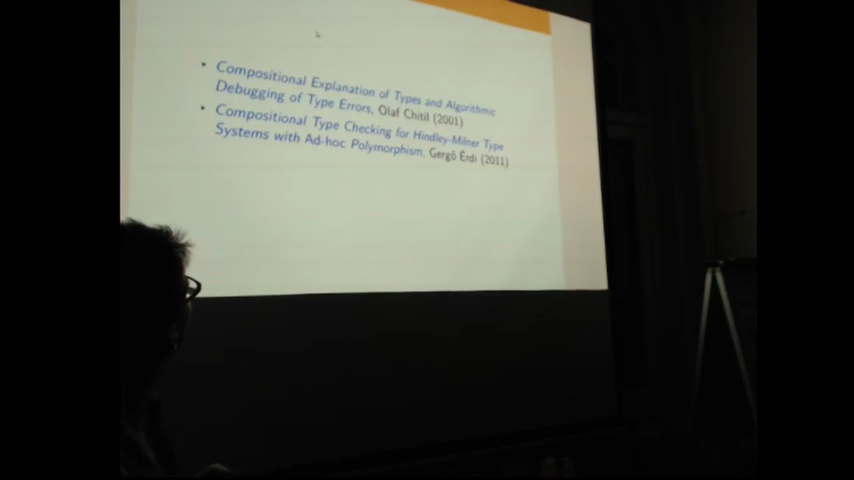 • Compositional Explanation of Types and Algorithmic
Debugging of Type Errors, Olaf Chitil (2001)
• Compositional Type Checking for Hindley-Milner Type
Systems with Ad-hoc Polymorphism, Gergő Érdi (2011)